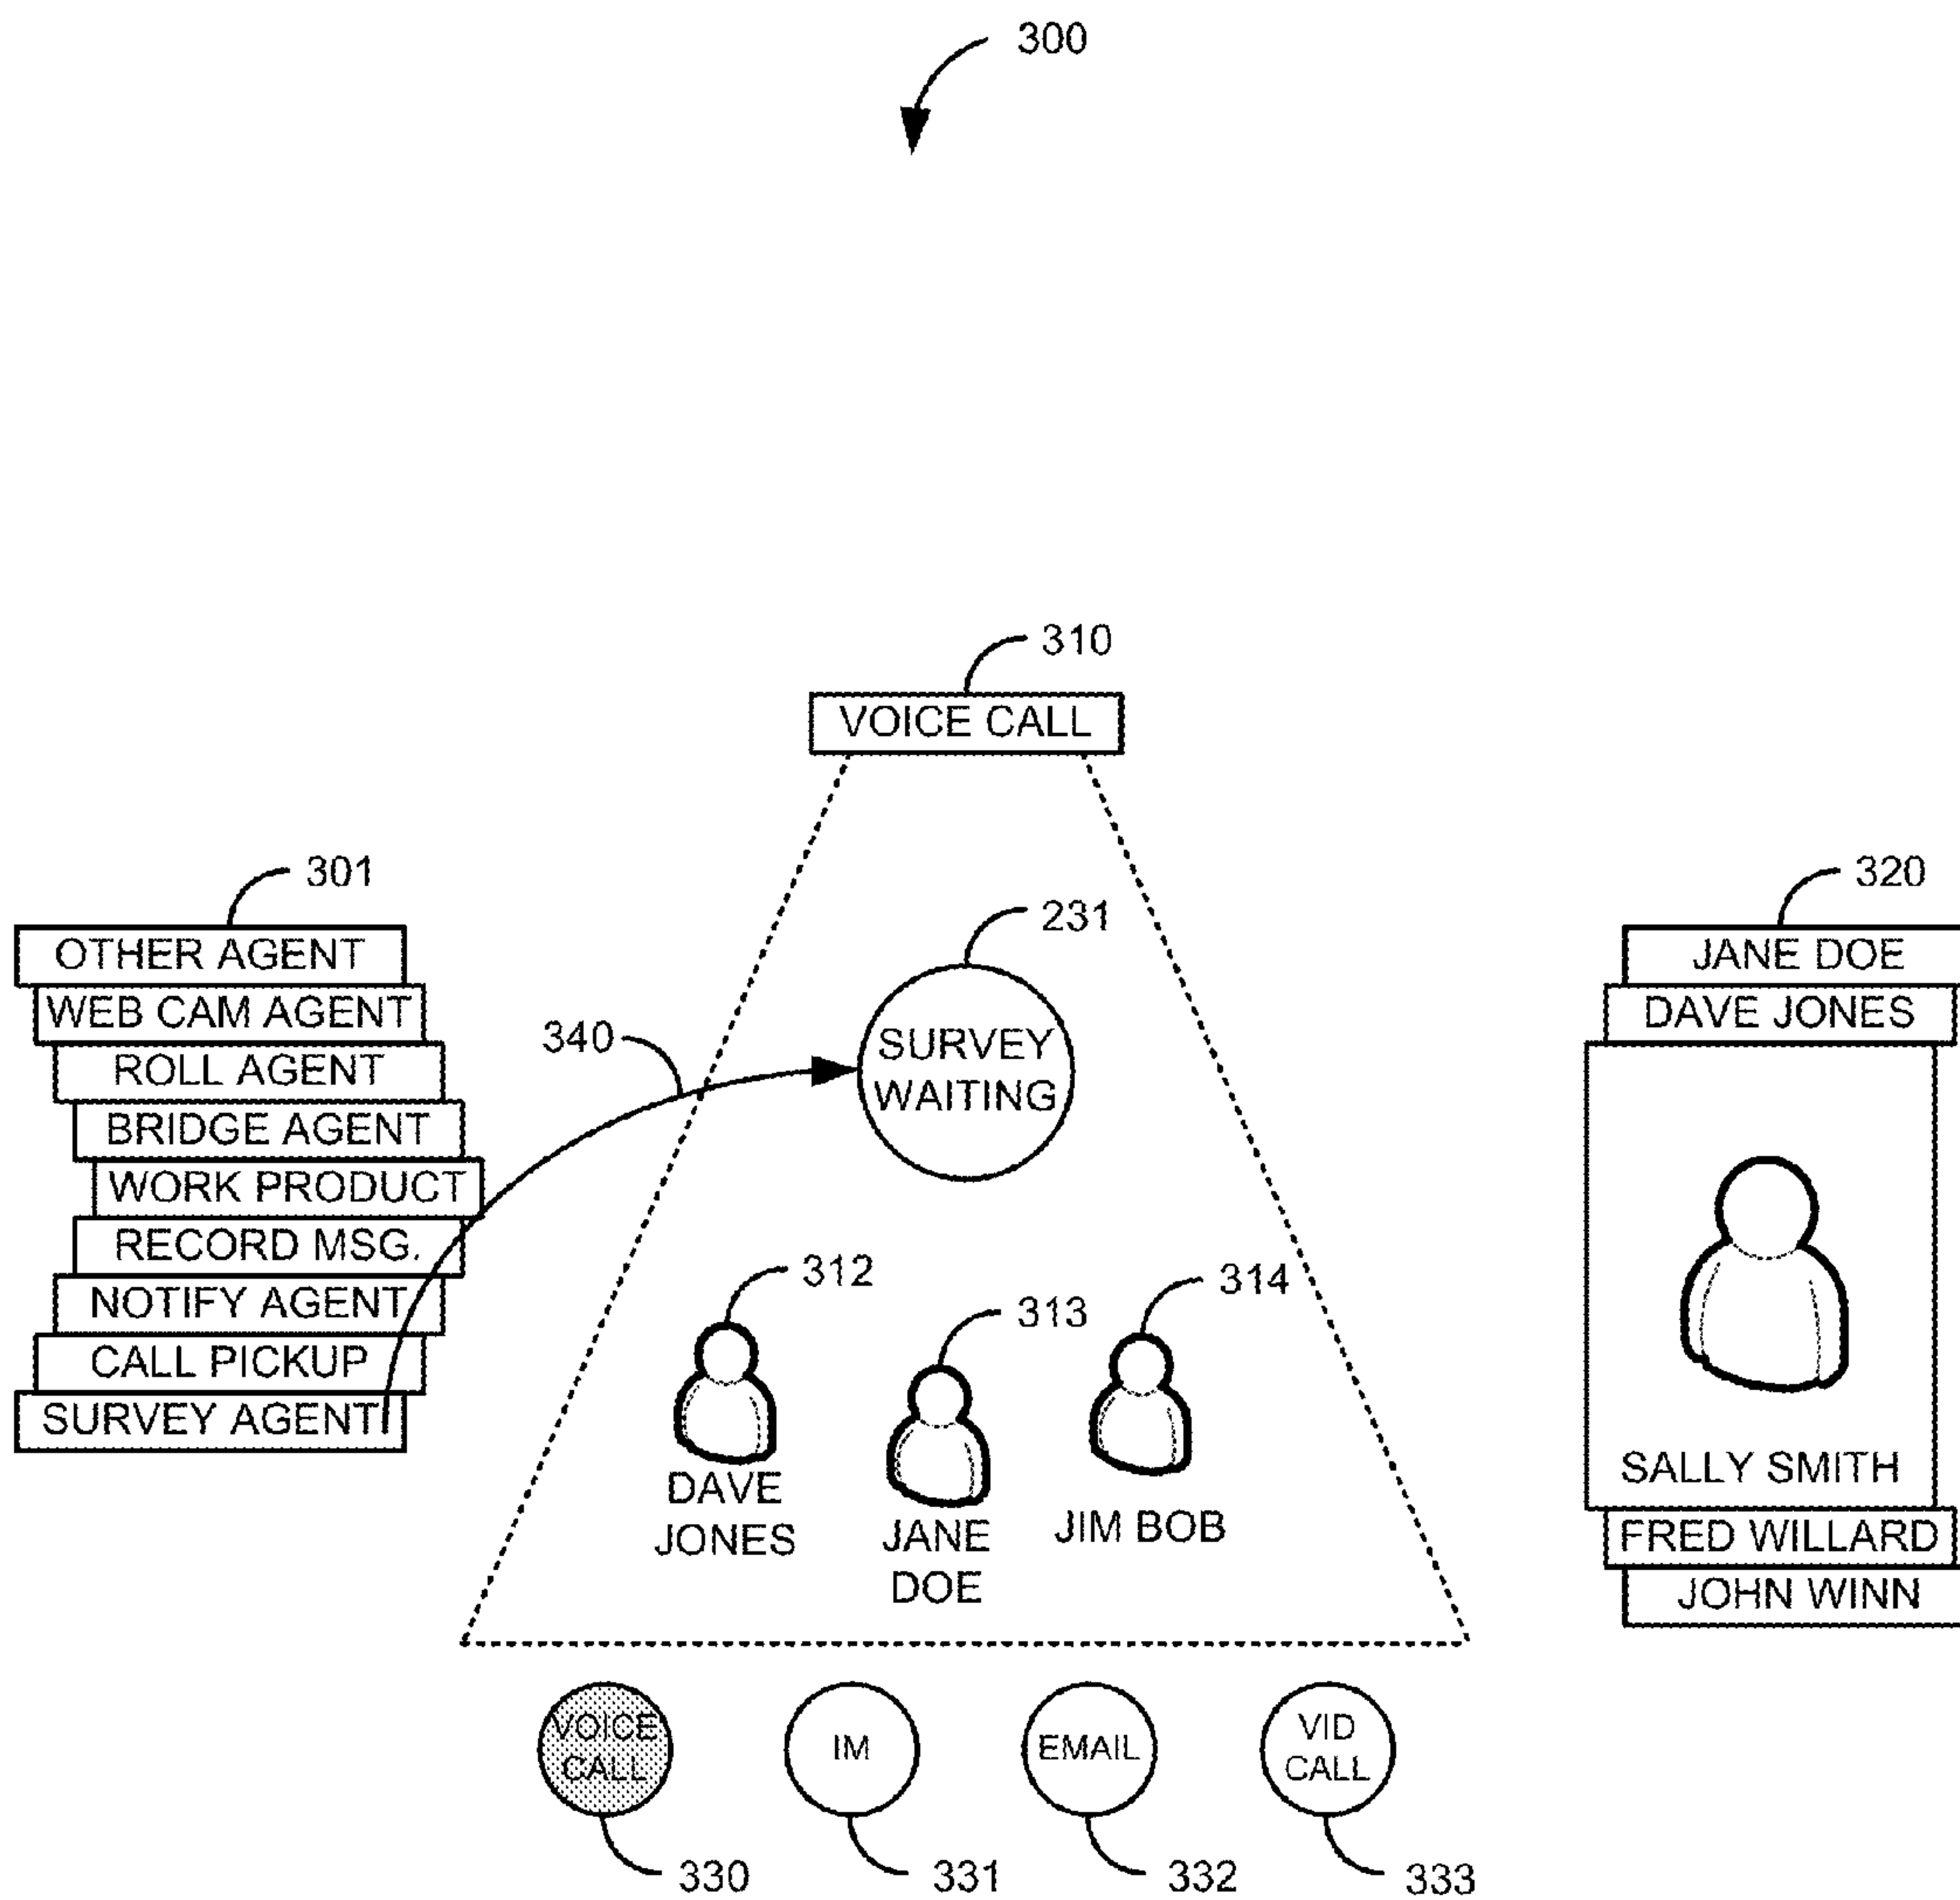 300
310
VOICE CALL
301
OTHER AGENT
WEB CAM AGENT
ROLL AGENT
BRIDGE AGENT
WORK PRODUCT
RECORD MSG.
NOTIFY AGENT
CALL PICKUP
SURVEY AGENT
340
231
SURVEY
WAITING
312
DAVE
JONES
313
JANE
DOE
314
JIM BOB
320
JANE DOE
DAVE JONES
SALLY SMITH
FRED WILLARD
JOHN WINN
VOICE
CALL
IM
EMAIL
VID
CALL
330
331
332
333